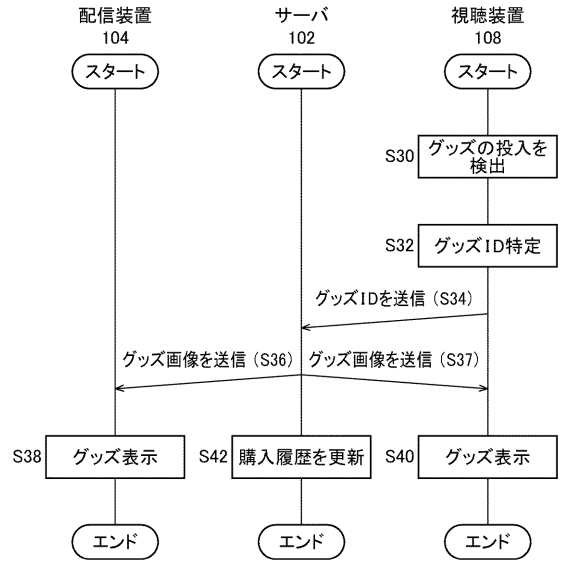 配信装置
104
サーバ
102
視聴装置
108
スタート
スタート
スタート
S30
グッズの投入を
検出
S32
グッズID特定
グッズIDを送信(S34)
グッズ画像を送信(S36)
グッズ画像を送信(S37)
S38
グッズ表示
S42
購入履歴を更新
S40
グッズ表示
エンド
エンド
エンド